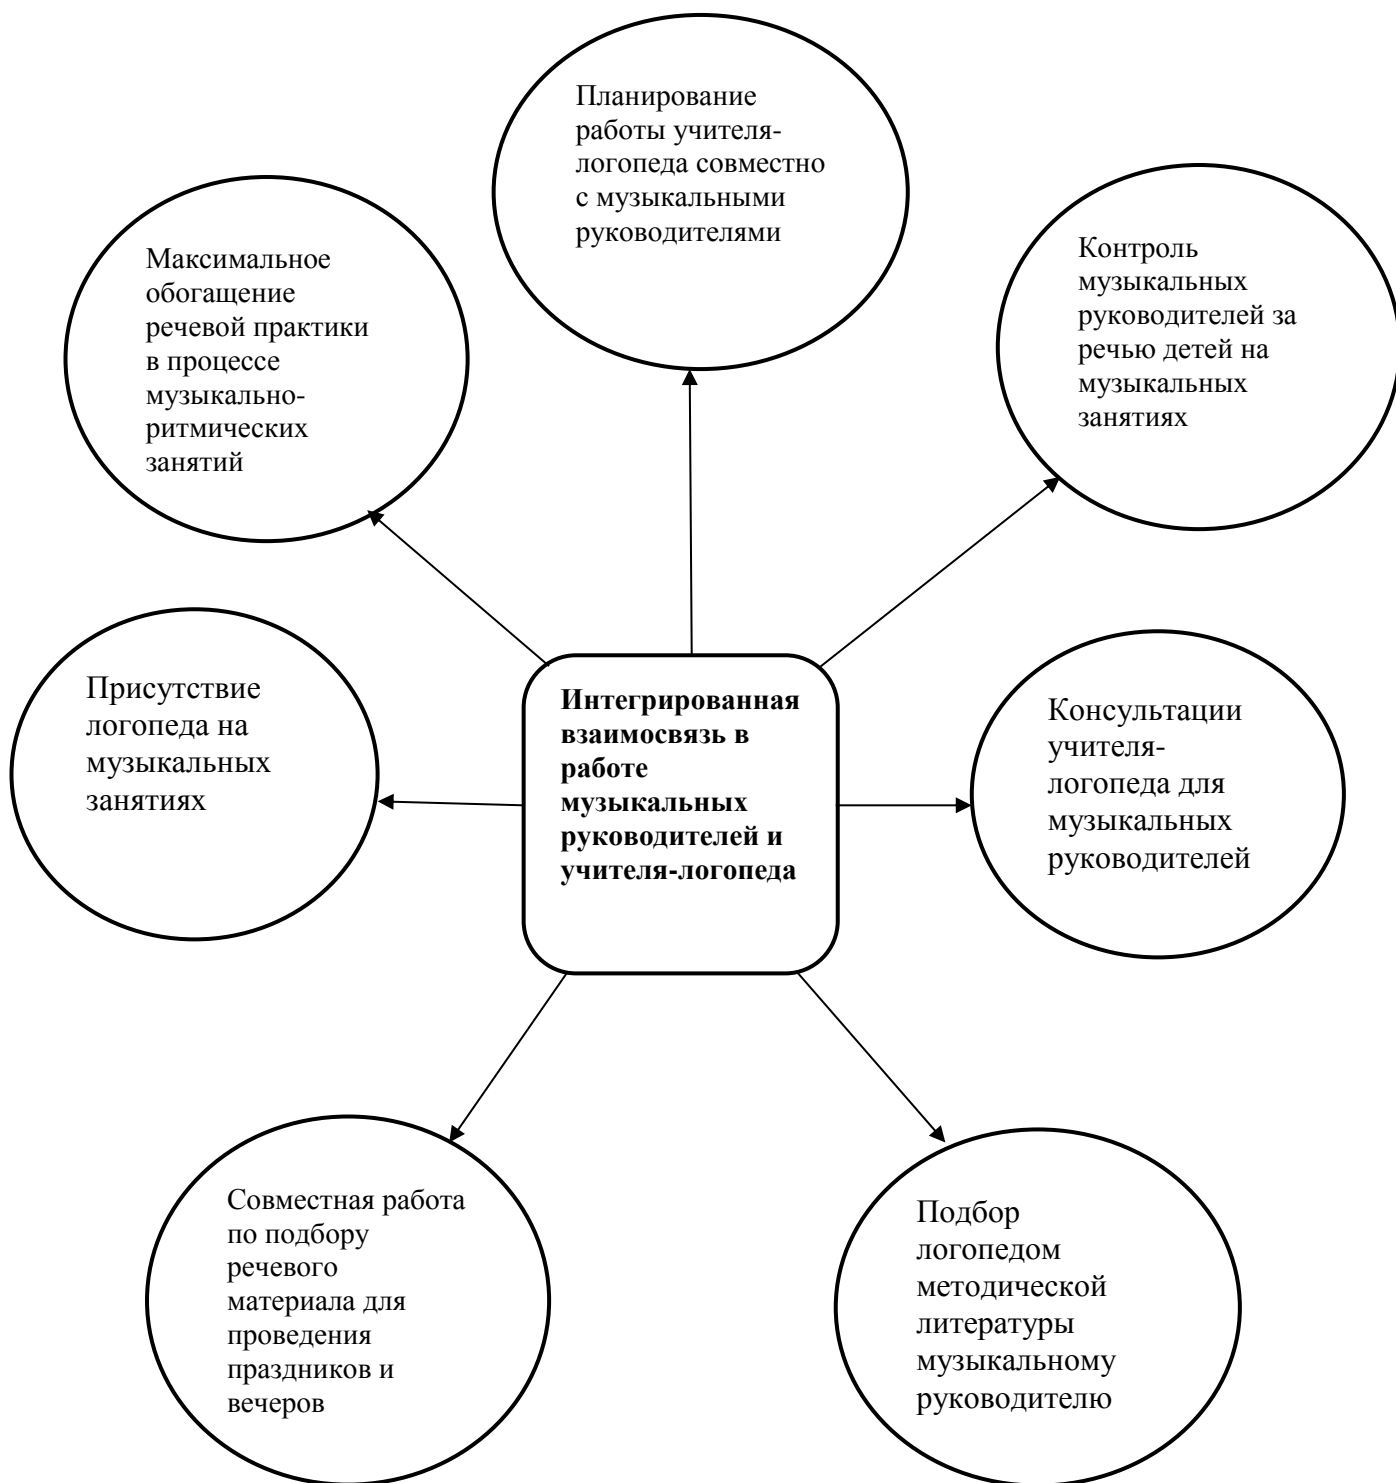 Планирование
работы учителя-
логопеда совместно
с музыкальными
руководителями
Максимальное
обогащение
речевой практики
в процессе
музыкально-
ритмических
занятий
Контроль
музыкальных
руководителей за
речью детей на
музыкальных
занятиях
Присутствие
логопеда на
музыкальных
занятиях
Интегрированная
взаимосвязь в
работе
музыкальных
руководителей и
учителя-логопеда
Консультации
учителя-
логопеда для
музыкальных
руководителей
Совместная работа
по подбору
речевого
материала для
проведения
праздников и
вечеров
Подбор
логопедом
методической
литературы
музыкальному
руководителю